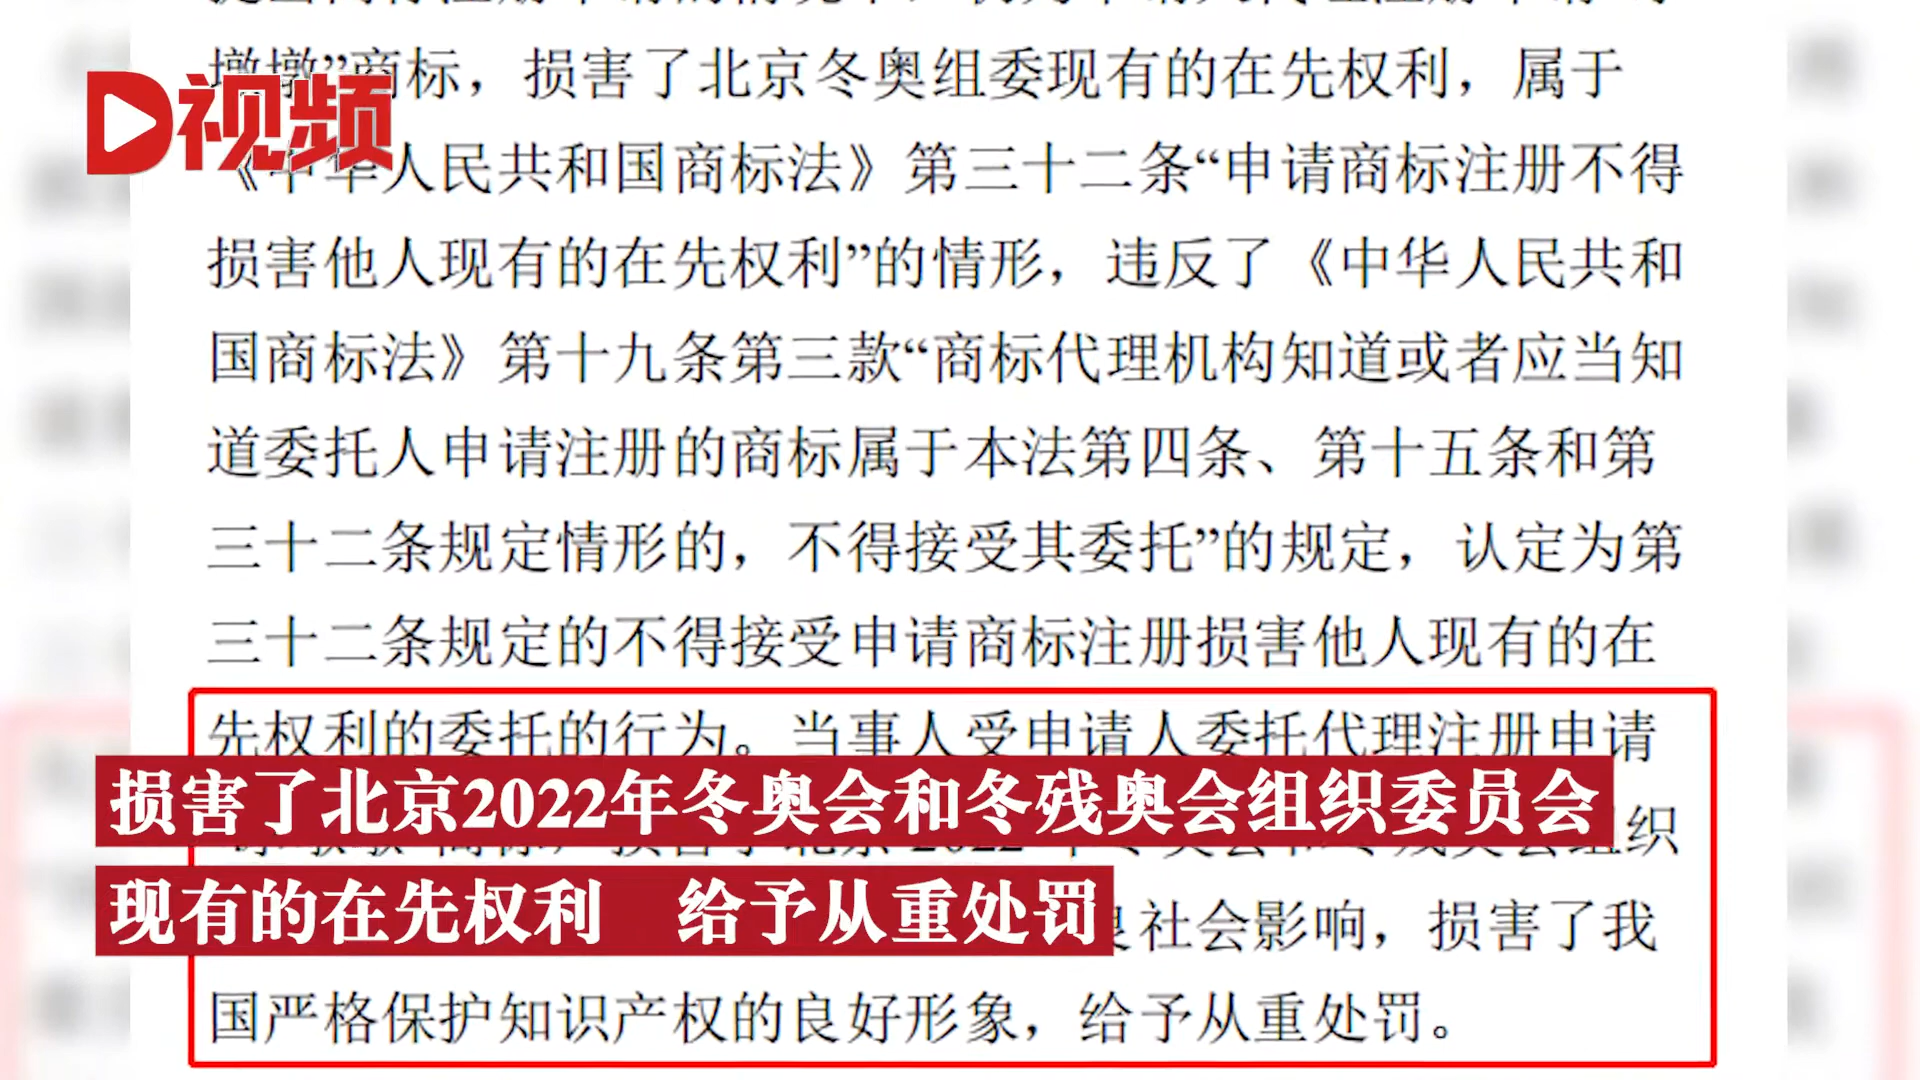 墩墩”商标，损害了北京冬奥组委现有的在先权利，属于
D视频
《中华人民共和国商标法》第三十二条“申请商标注册不得
损害他人现有的在先权利”的情形，违反了《中华人民共和
国商标法》第十九条第三款“商标代理机构知道或者应当知
道委托人申请注册的商标属于本法第四条、第十五条和第
三十二条规定情形的，不得接受其委托”的规定，认定为第
三十二条规定的不得接受申请商标注册损害他人现有的在
先权利的委托的行为。当事人受申请人委托代理注册申请
损害了北京2022年冬奥会和冬残奥会组织委员会
织
现有的在先权利 给予从重处罚
社会影响，损害了我
国严格保护知识产权的良好形象，给予从重处罚。